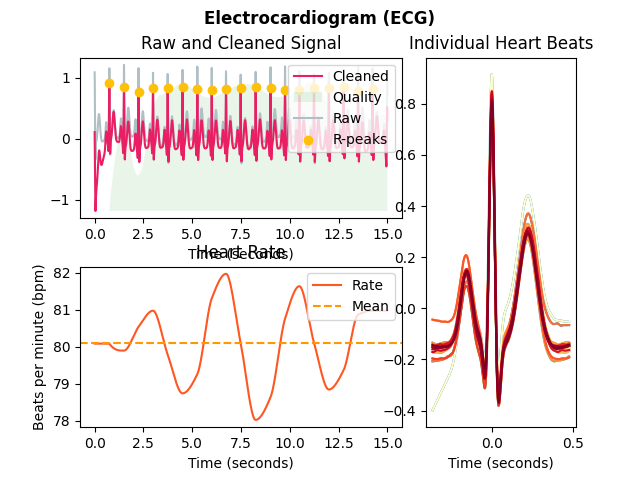 Electrocardiogram (ECG)
Raw and Cleaned Signal
Individual Heart Beats
1
0
−1
Cleaned
Quality
Raw
R-peaks
0.0 2.5 5.0 7.5 10.0 12.5 15.0
Time (seconds)
Heart Rate
82
81
80
79
78
Beats per minute (bpm)
Rate
Mean
0.0 2.5 5.0 7.5 10.0 12.5 15.0
Time (seconds)
0.8
0.6
0.4
0.2
0.0
−0.2
−0.4
0.0 0.5
Time (seconds)